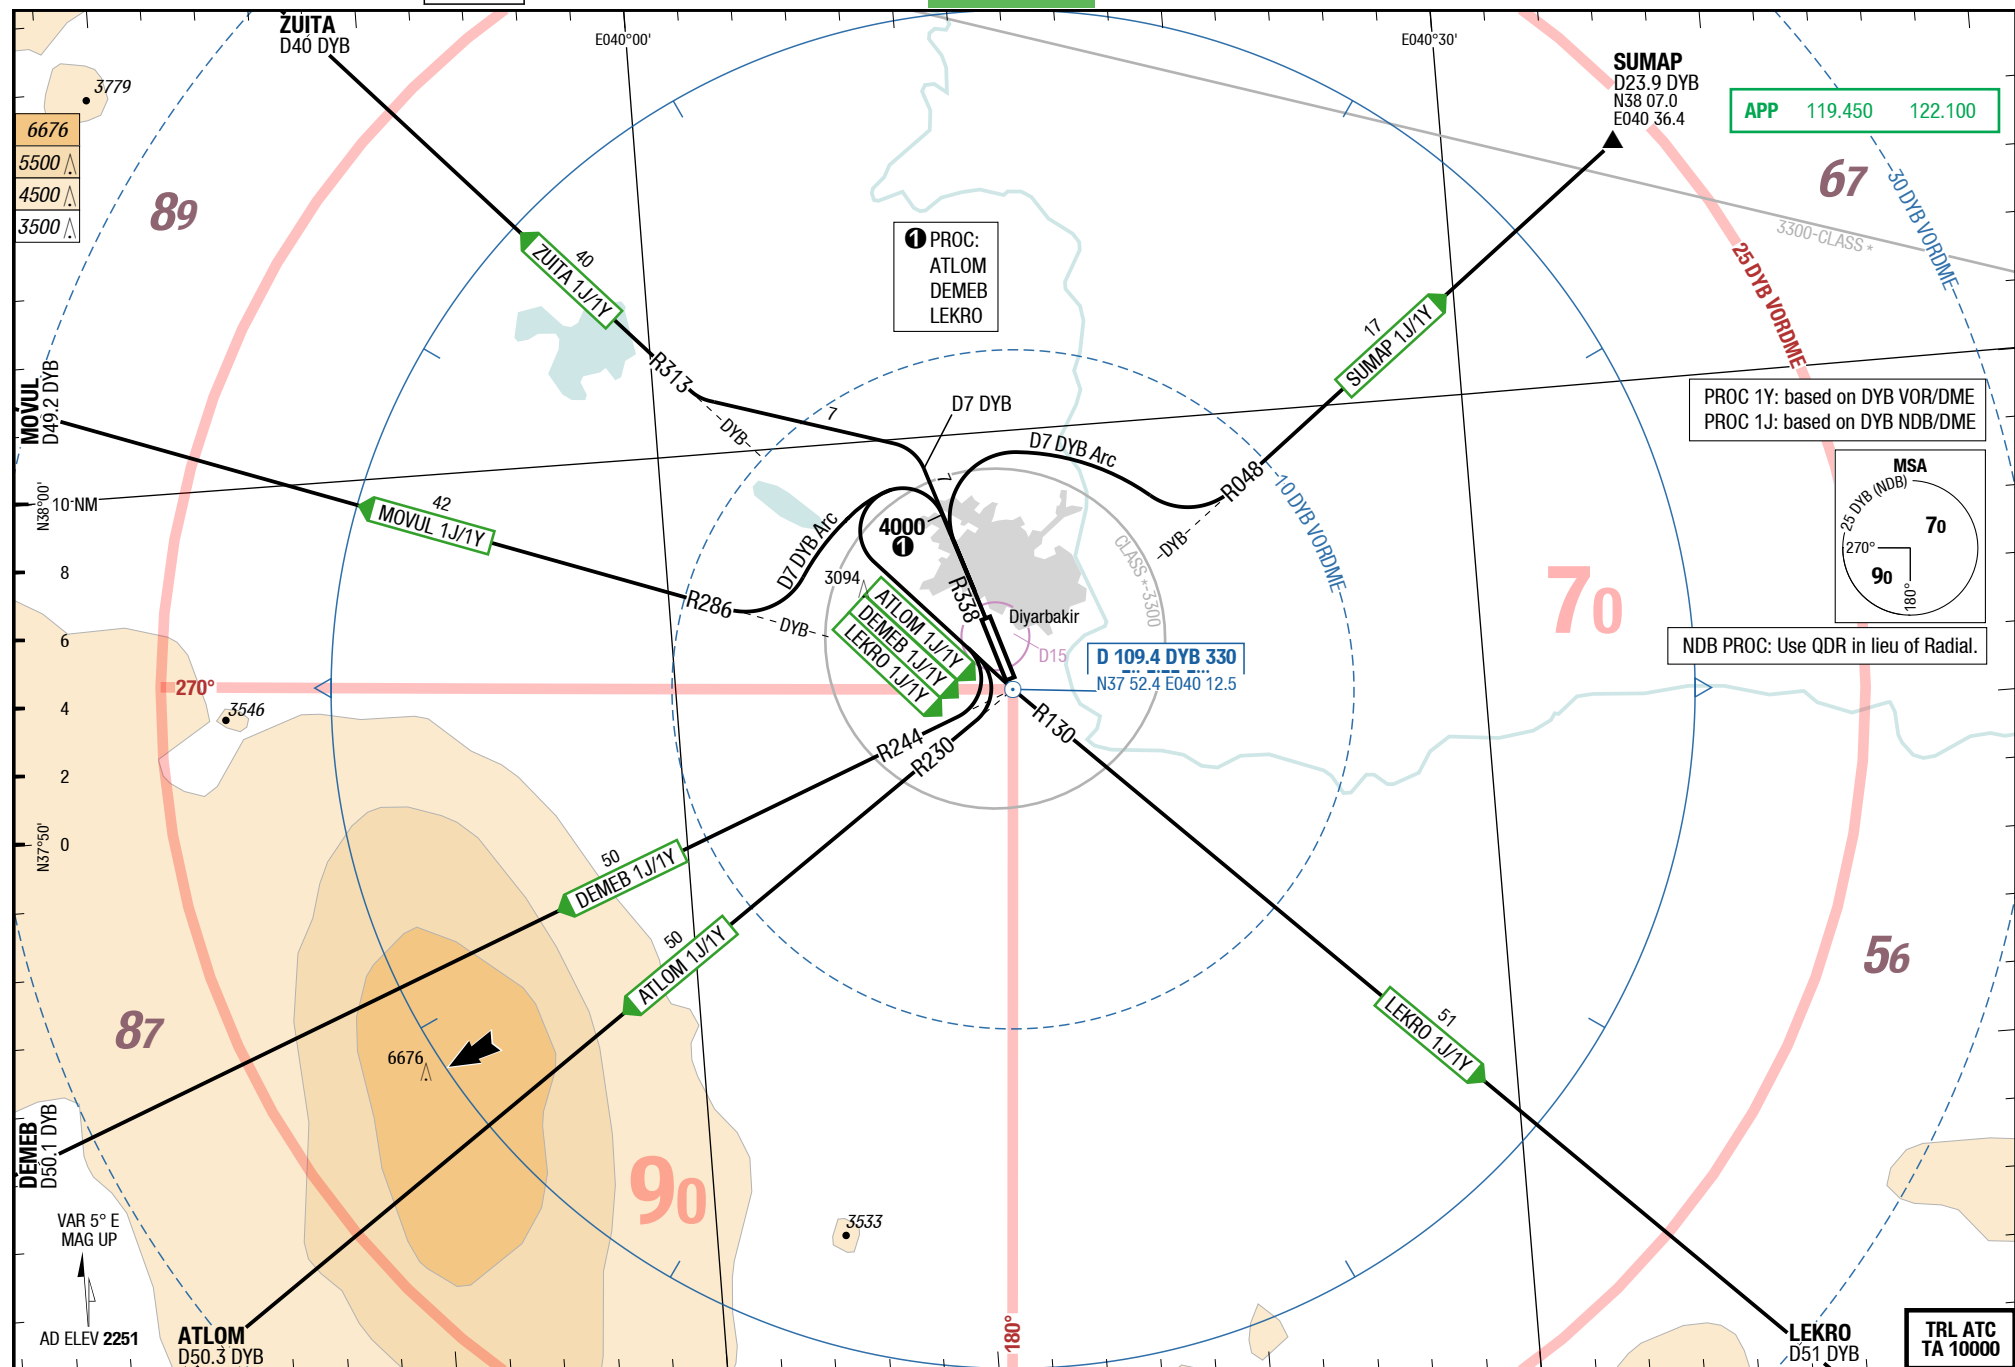 ZUITA
D40 DYB
E040°00'
E040°30'
SUMAP
D23.9 DYB
N38 07.0
E040 36.4
APP 119.450 122.100
3779
6676
5500
4500
3500
89
67
30 DYB VORDME
3300-CLASS *
25 DYB VORDME
40
ZUITA 1J/1Y
1 PROC:
ATLOM
DEMEB
LEKRO
17
SUMAP 1J/1Y
R313
DYB
7
D7 DYB
D7 DYB Arc
7
R048
DYB
10 DYB VORDME
MOVUL
D49.2 DYB
PROC 1Y: based on DYB VOR/DME
PROC 1J: based on DYB NDB/DME
MSA
25 DYB (NDB)
70
270°
90
180°
NDB PROC: Use QDR in lieu of Radial.
N38°00'
10 NM
8
6
4
2
0
N37°50'
42
MOVUL 1J/1Y
R286
DYB
D7 DYB Arc
4000
1
3094
R338
CLASS *-3300
ATLOM 1J/1Y
DEMEB 1J/1Y
LEKRO 1J/1Y
Diyarbakir
D15
D 109.4 DYB 330
N37 52.4 E040 12.5
70
270°
3546
R244
R230
R130
50
DEMEB 1J/1Y
50
ATLOM 1J/1Y
51
LEKRO 1J/1Y
56
87
6676
90
3533
DEMEB
D50.1 DYB
VAR 5° E
MAG UP
AD ELEV 2251
ATLOM
D50.3 DYB
180°
LEKRO
D51 DYB
TRL ATC
TA 10000